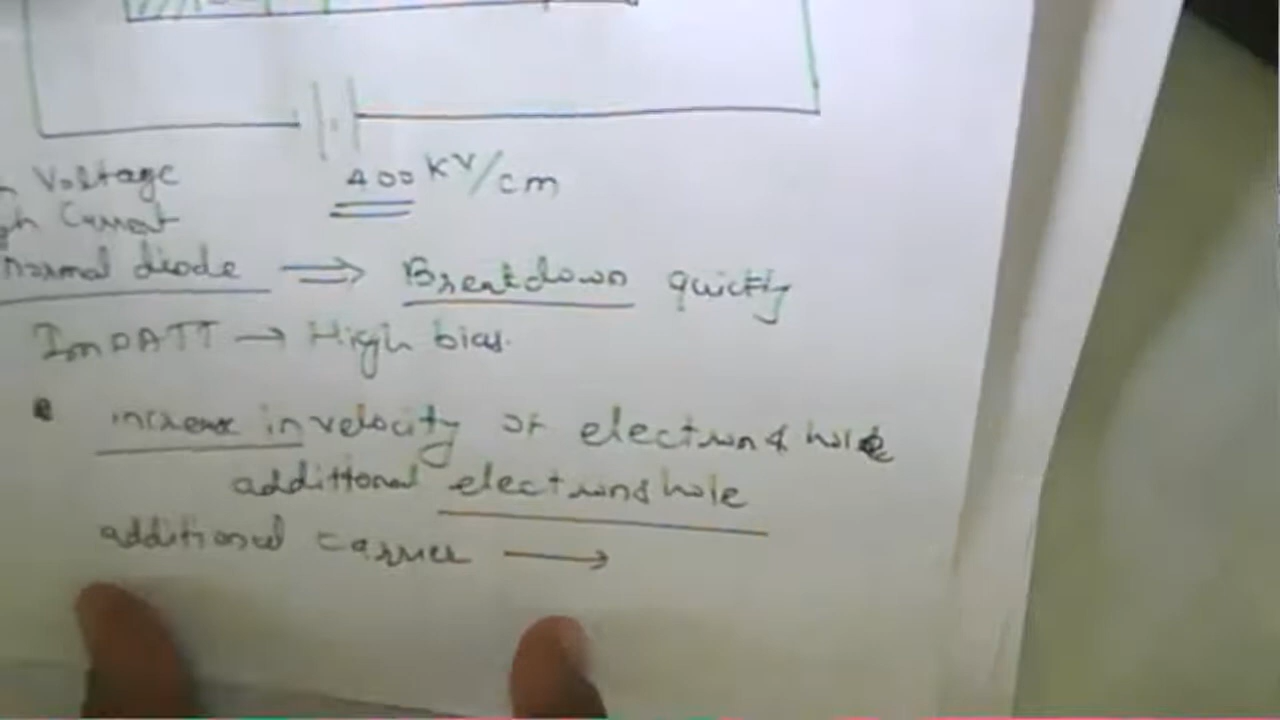 Voltage 400 KV/cm
gh Current
normal diode ⟹ Breakdown quickly
ImPATT → High bias.
increase in velocity of electron & hole
additional electron & hole
additional carrier →